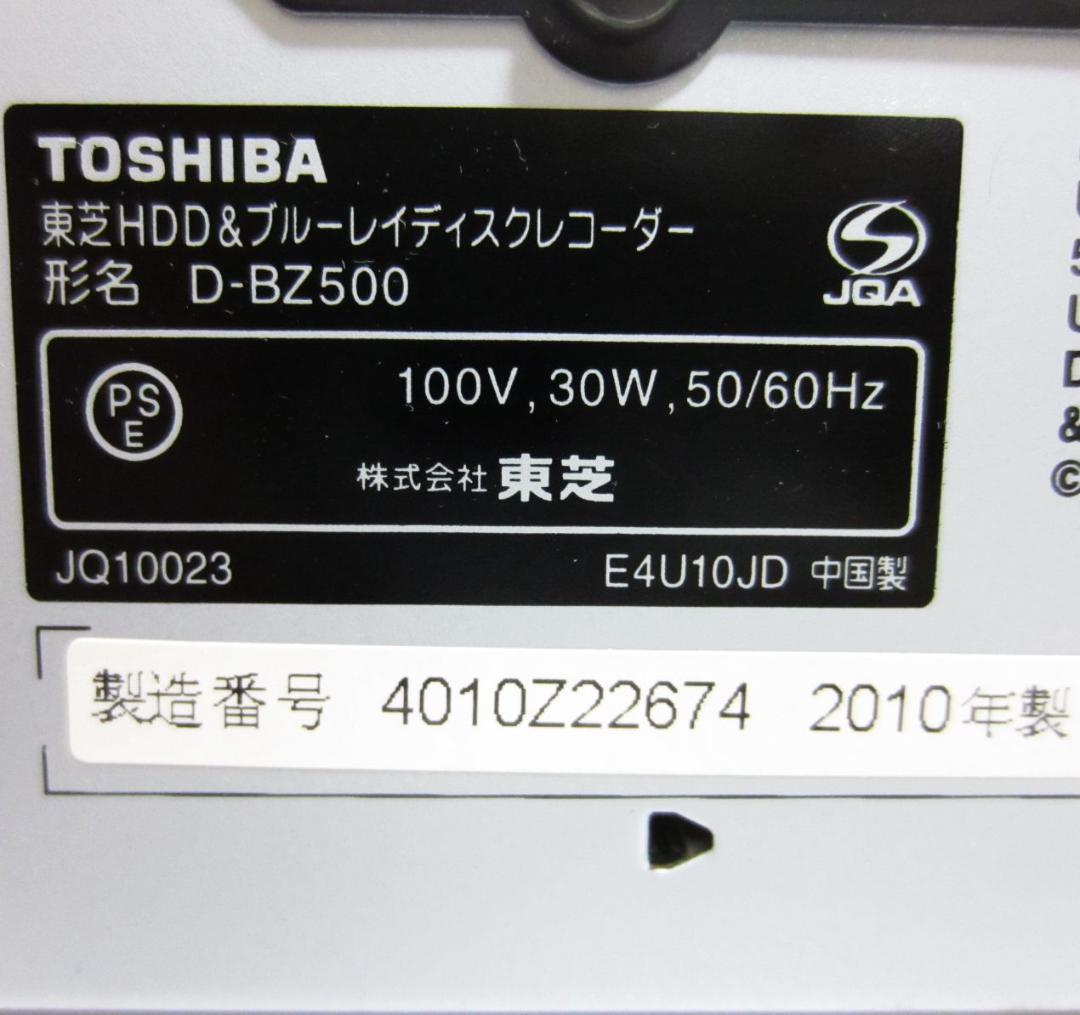 TOSHIBA
東芝HDD&ブルーレイディスクレコーダー
形名 D-BZ500
JQA
PS
E
100V,30W,50/60Hz
株式会社 東芝
JQ10023 E4U10JD 中国製
製造番号 4010Z22674 2010年製
&
©